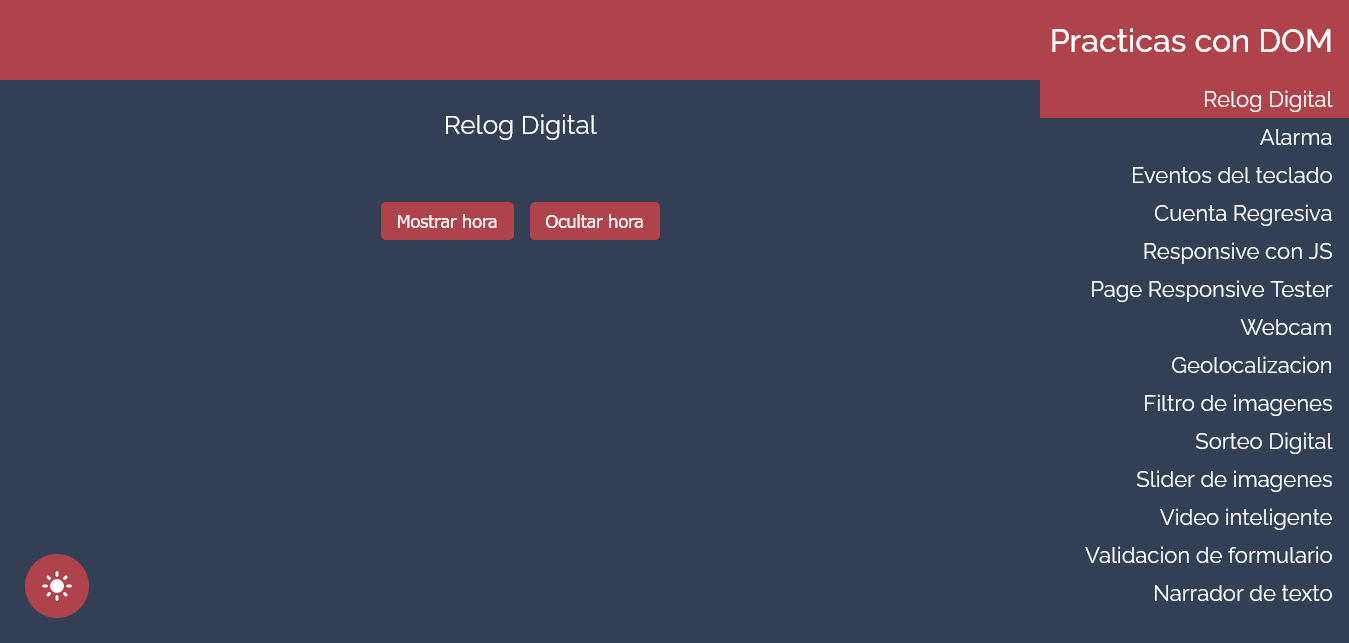 Practicas con DOM
Relog Digital
Alarma
Eventos del teclado
Cuenta Regresiva
Responsive con JS
Page Responsive Tester
Webcam
Geolocalizacion
Filtro de imagenes
Sorteo Digital
Slider de imagenes
Video inteligente
Validacion de formulario
Narrador de texto
Relog Digital
Mostrar hora
Ocultar hora